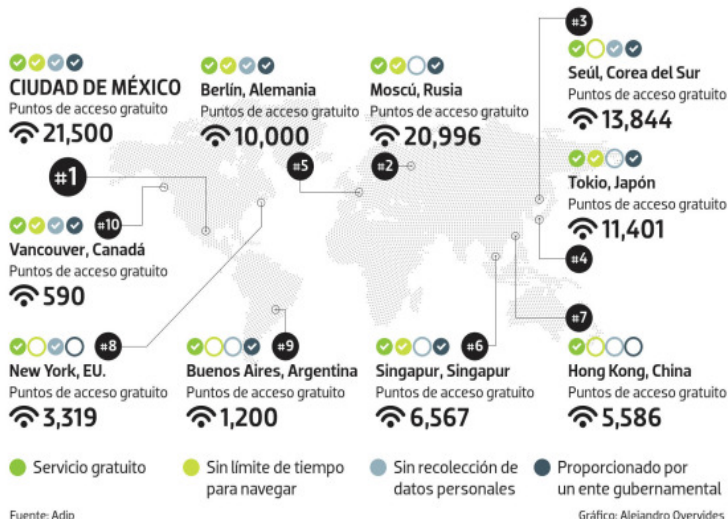 CIUDAD DE MÉXICO
Puntos de acceso gratuito
21,500
#1
Berlín, Alemania
Puntos de acceso gratuito
10,000
#5
Moscú, Rusia
Puntos de acceso gratuito
20,996
#2
#3
Seúl, Corea del Sur
Puntos de acceso gratuito
13,844
Tokio, Japón
Puntos de acceso gratuito
11,401
#4
#10
Vancouver, Canadá
Puntos de acceso gratuito
590
#8
New York, EU.
Puntos de acceso gratuito
3,319
#9
Buenos Aires, Argentina
Puntos de acceso gratuito
1,200
#6
Singapur, Singapur
Puntos de acceso gratuito
6,567
#7
Hong Kong, China
Puntos de acceso gratuito
5,586
Servicio gratuito
Sin límite de tiempo
para navegar
Sin recolección de
datos personales
Proporcionado por
un ente gubernamental
Fuente: Adip
Gráfico: Alejandro Oyervides